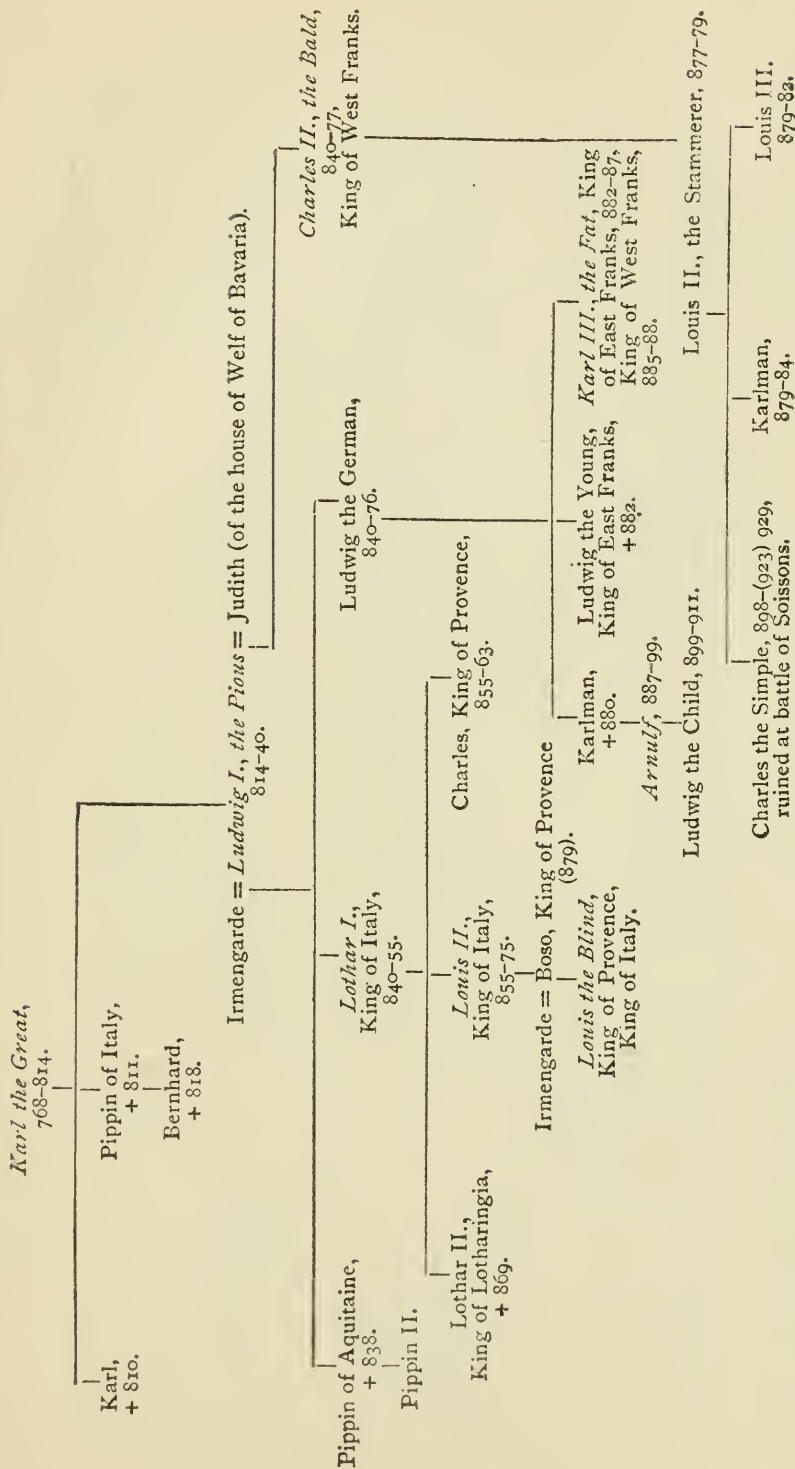 Karl the Great,
768–814.
Karl,
+ 810.
Pippin of Italy,
+ 811.
Bernhard,
+ 818.
Irmengarde = Ludwig I., the Pious = Judith (of the house of Welf of Bavaria).
814–40.
Pippin of Aquitaine,
+ 838.
Pippin II.
Lothar I.,
King of Italy,
840–55.
Ludwig the German,
840–76.
Charles II., the Bald,
840–77,
King of West Franks.
Lothar II.,
King of Lotharingia,
+ 869.
Louis II.,
King of Italy,
855–75.
Charles, King of Provence,
855–63.
Irmengarde = Boso, King of Provence
(879).
Louis the Blind,
King of Provence,
King of Italy.
Karlman,
+ 880.
Arnulf, 887–99.
Ludwig the Child, 899–911.
Ludwig the Young,
King of East Franks,
+ 882.
Karl III., the Fat, King
of East Franks, 882–87,
King of West Franks,
885–88.
Louis II., the Stammerer, 877–79.
Charles the Simple, 898–(923) 929,
ruined at battle of Soissons.
Karlman,
879–84.
Louis III.
879–82.